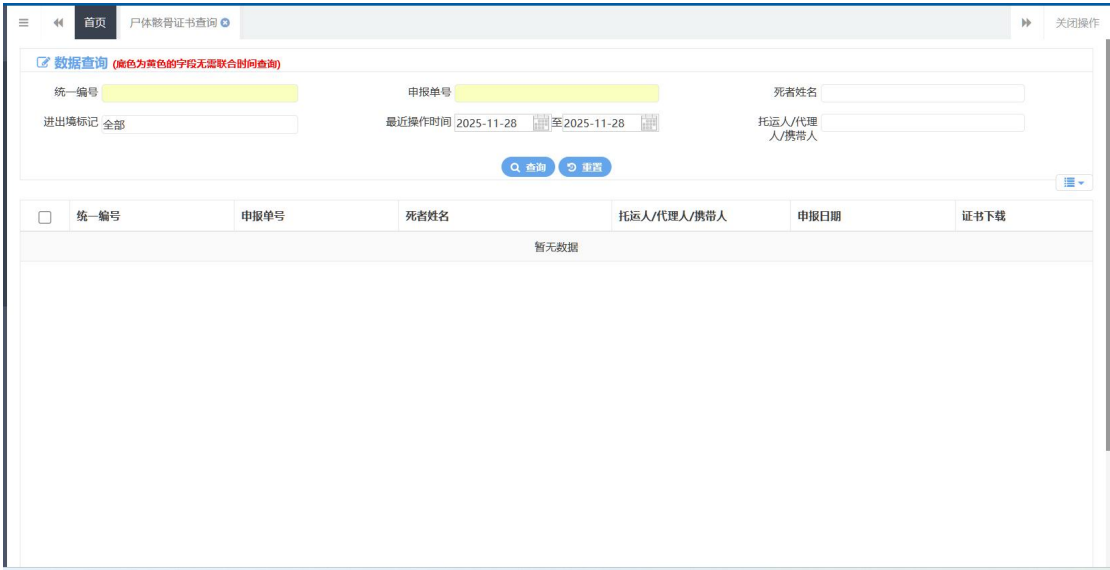 首页 尸体骸骨证书查询 关闭操作
数据查询 (底色为黄色的字段无需联合时间查询)
统一编号 申报单号 死者姓名
进出境标记 全部 最近操作时间 2025-11-28 至 2025-11-28 托运人/代理
人/携带人
查询 重置
统一编号 申报单号 死者姓名 托运人/代理人/携带人 申报日期 证书下载
暂无数据